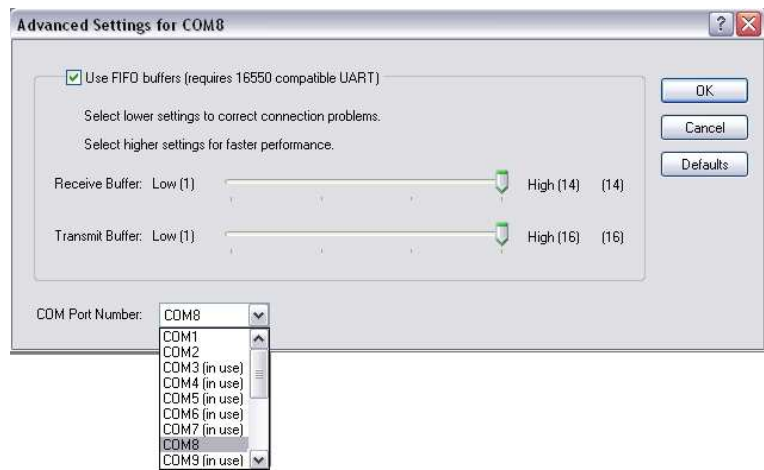 Advanced Settings for COM8
Use FIFO buffers (requires 16550 compatible UART)
OK
Select lower settings to correct connection problems.
Cancel
Select higher settings for faster performance.
Defaults
Receive Buffer: Low (1) High (14) (14)
Transmit Buffer: Low (1) High (16) (16)
COM Port Number: COM8
COM1
COM2
COM3 (in use)
COM4 (in use)
COM5 (in use)
COM6 (in use)
COM7 (in use)
COM8
COM9 (in use)